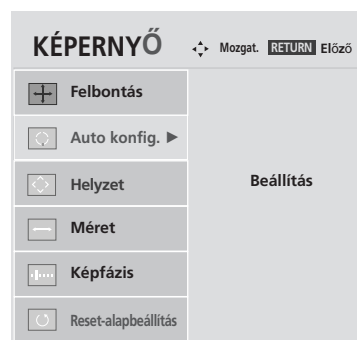 KÉPERNYŐ Mozgat. RETURN Előző
Felbontás
Auto konfig. ►
Helyzet
Beállítás
Méret
Képfázis
Reset-alapbeállítás